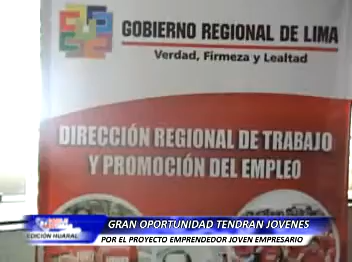 GOBIERNO REGIONAL DE LIMA
Verdad, Firmeza y Lealtad
DIRECCIÓN REGIONAL DE TRABAJO
Y PROMOCIÓN DEL EMPLEO
GRAN OPORTUNIDAD TENDRAN JOVENES
EDICIÓN HUARAL
POR EL PROYECTO EMPRENDEDOR JOVEN EMPRESARIO